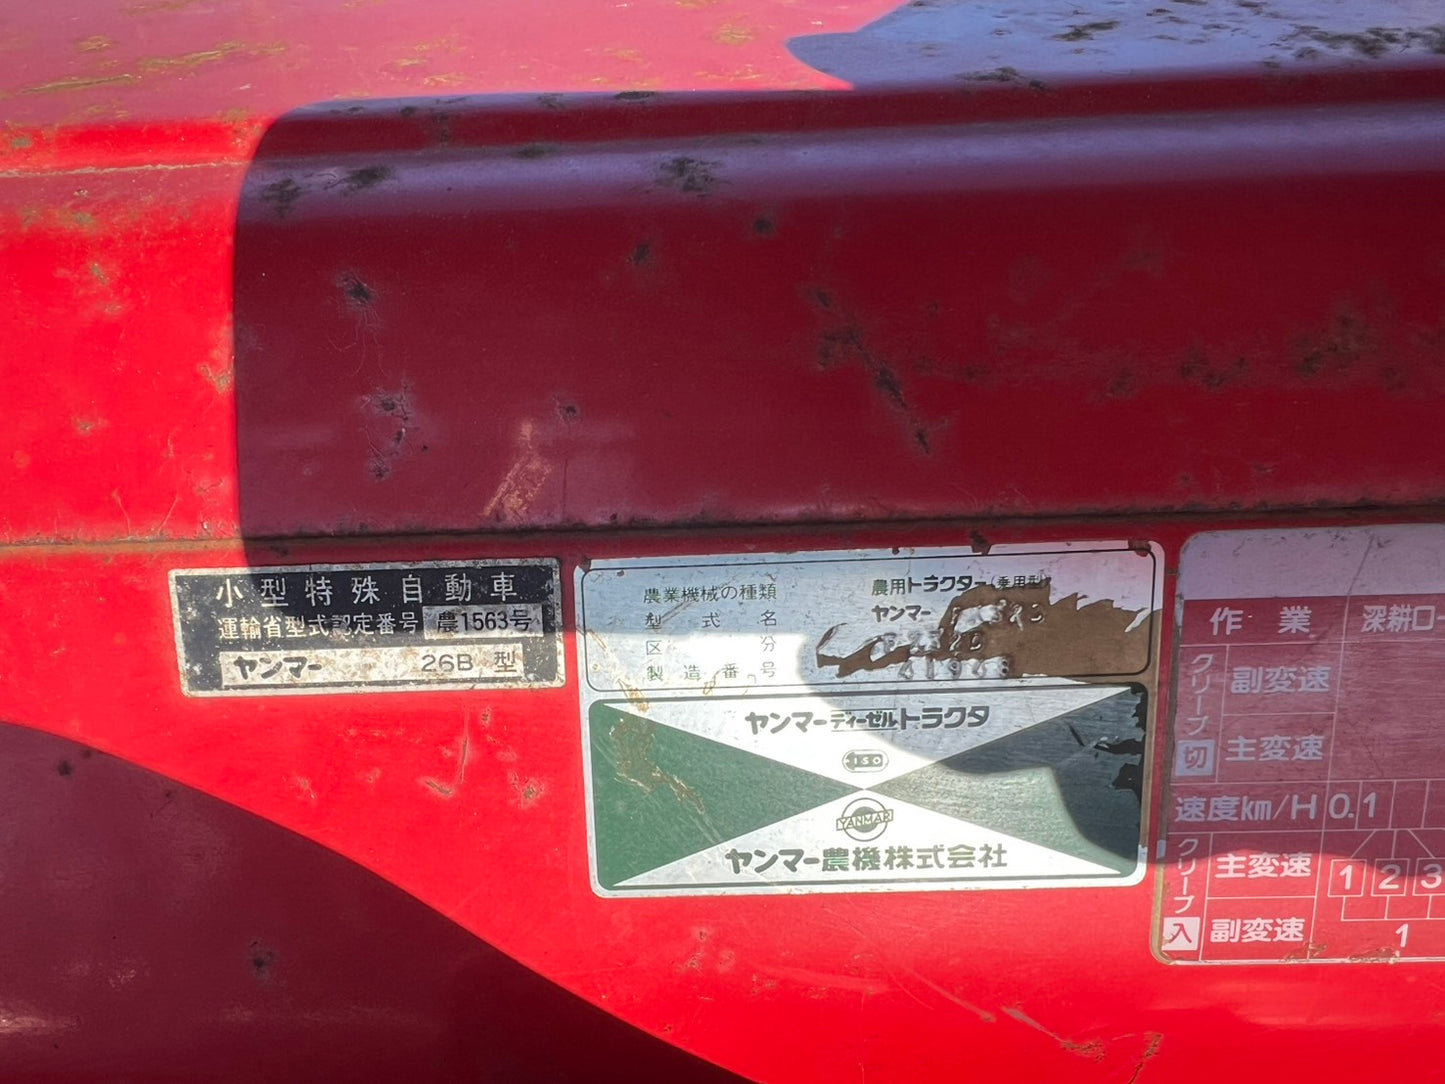 小型特殊自動車
運輸省型式認定番号 農1563号
ヤンマー 26B 型
農業機械の種類 農用トラクター(乗用型)
型式名 ヤンマー
区分
製造番号
ヤンマーディーゼルトラクタ
ISO
YANMAR
ヤンマー農機株式会社
作業 深耕ロー
クリープ 切
副変速
主変速
速度km/H 0.1
クリープ 入
主変速 1 2 3
副変速 1